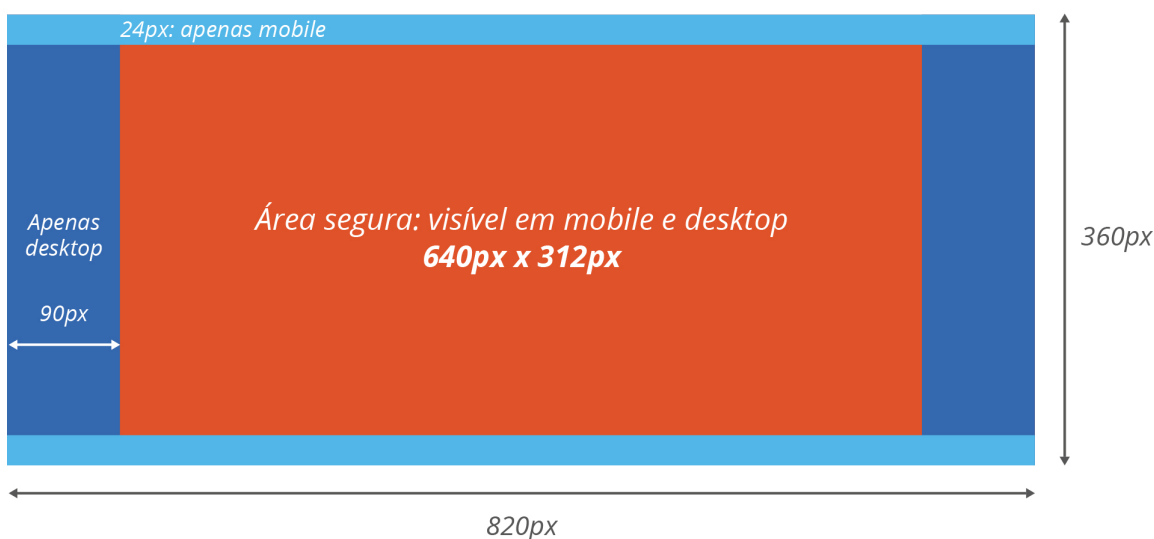 24px: apenas mobile
Apenas
desktop
90px
Área segura: visível em mobile e desktop
640px x 312px
360px
820px